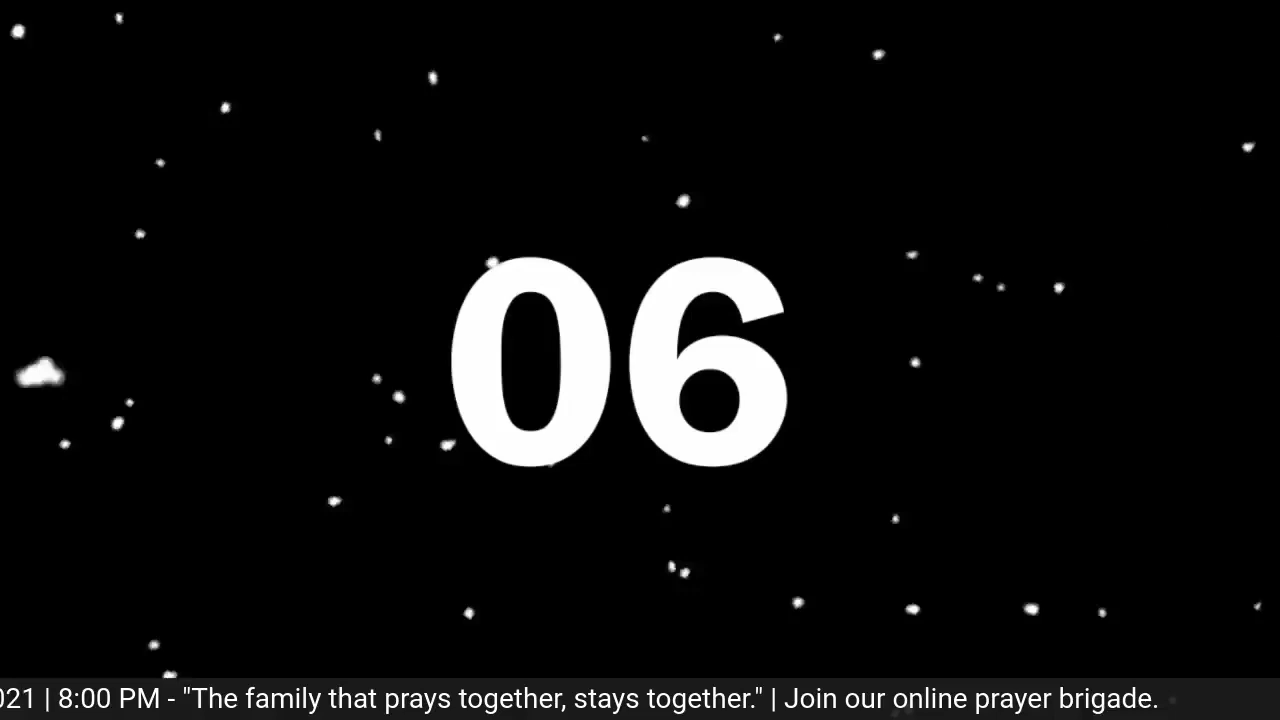 06
021 | 8:00 PM - "The family that prays together, stays together." | Join our online prayer brigade.